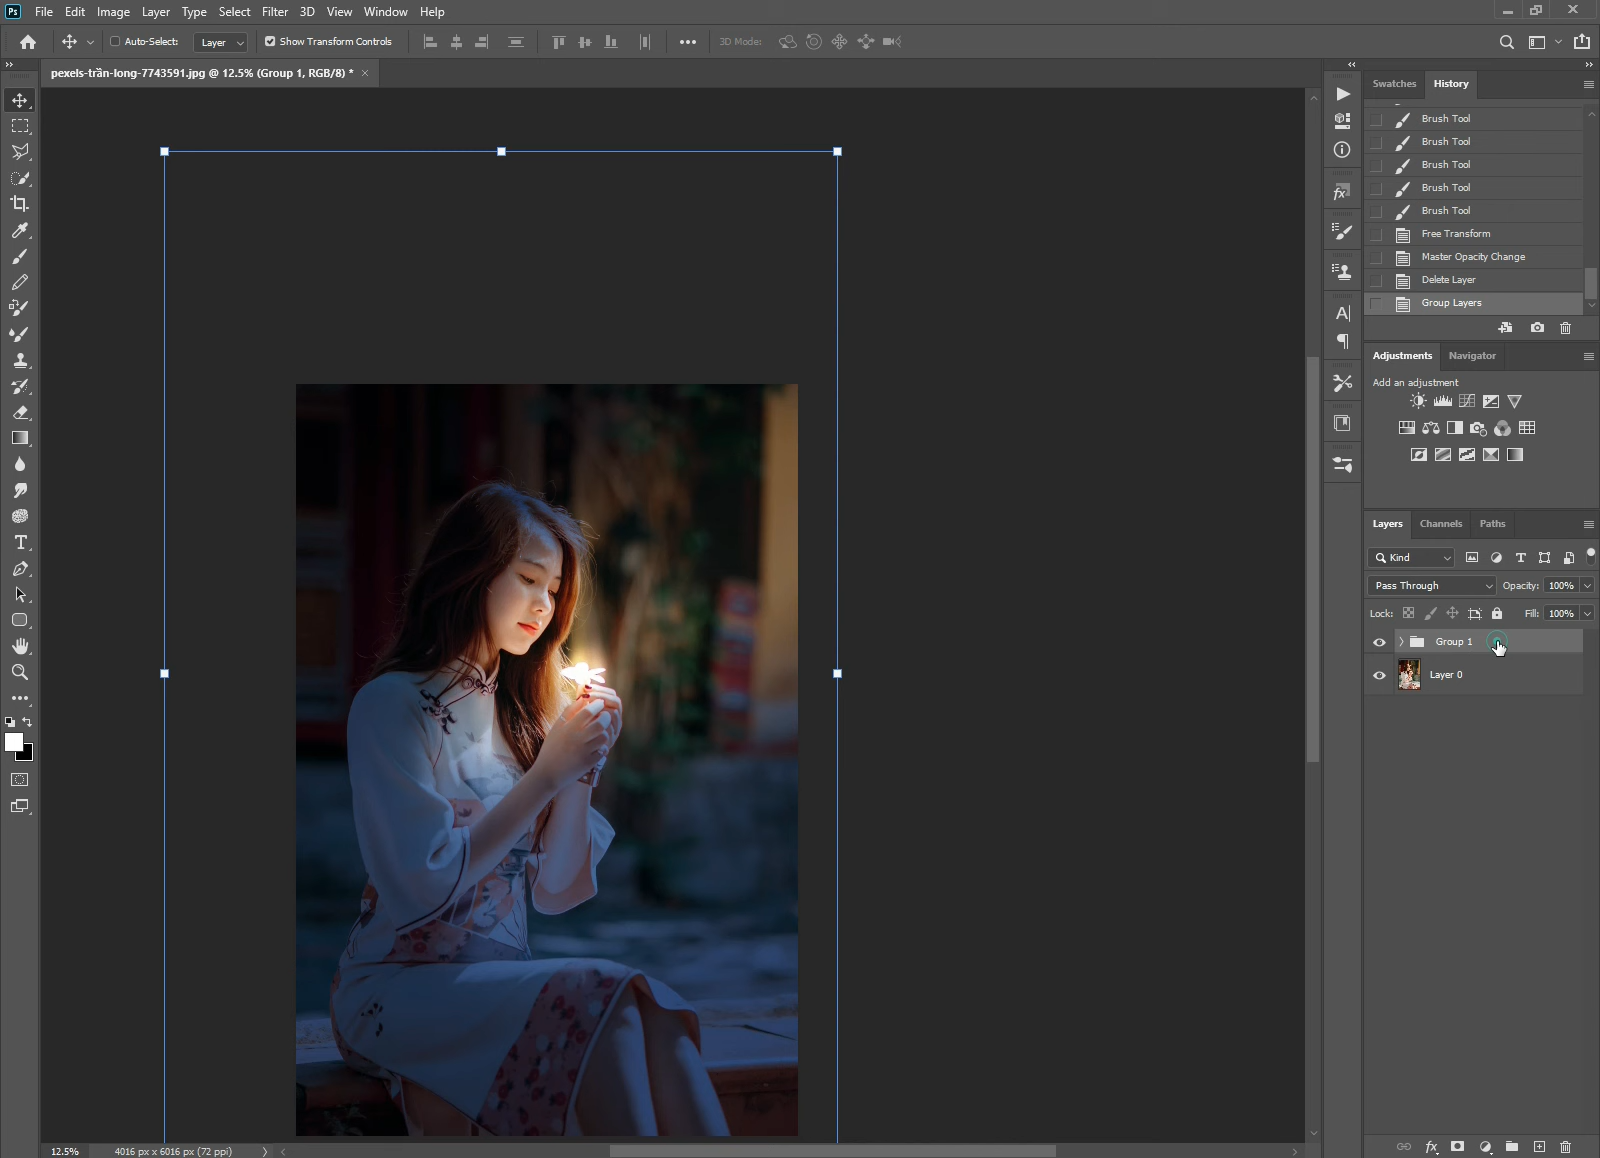 Ps File Edit Image Layer Type Select Filter 3D View Window Help
Auto-Select: Layer Show Transform Controls 3D Mode:
pexels-trần-long-7743591.jpg @ 12.5% (Group 1, RGB/8) *
Swatches History
Brush Tool
Brush Tool
Brush Tool
Brush Tool
Brush Tool
Free Transform
Master Opacity Change
Delete Layer
Group Layers
Adjustments Navigator
Add an adjustment
Layers Channels Paths
Kind
Pass Through Opacity: 100%
Lock: Fill: 100%
Group 1
Layer 0
12.5% 4016 px x 6016 px (72 ppi)